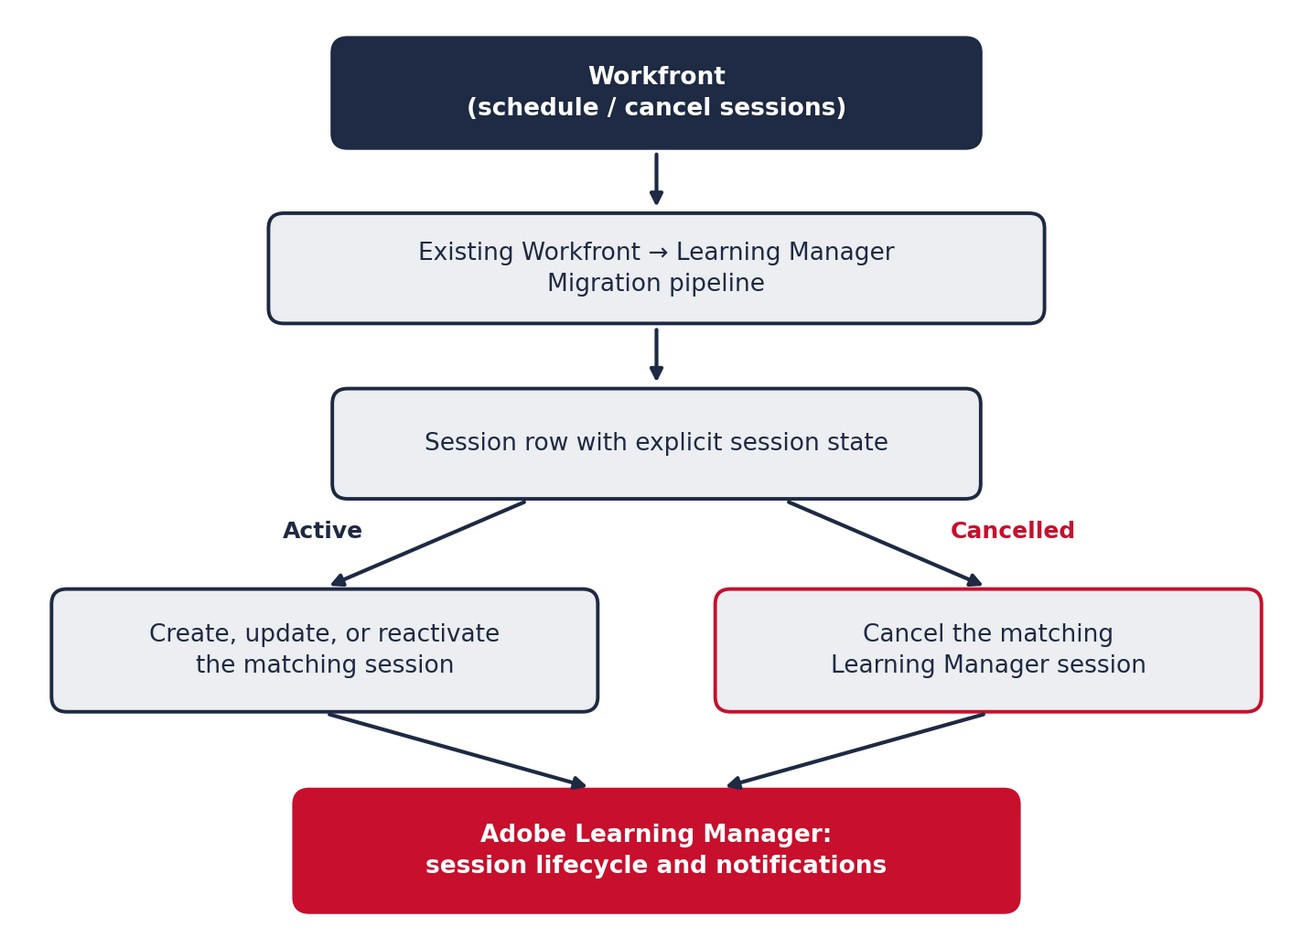 Workfront
(schedule / cancel sessions)
Existing Workfront → Learning Manager
Migration pipeline
Session row with explicit session state
Active
Cancelled
Create, update, or reactivate
the matching session
Cancel the matching
Learning Manager session
Adobe Learning Manager:
session lifecycle and notifications